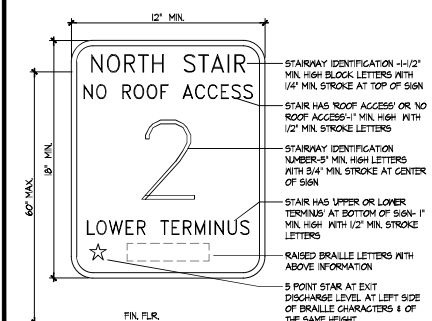 12" MIN.
NORTH STAIR
NO ROOF ACCESS
2
LOWER TERMINUS
18" MIN.
60" MAX.
FIN. FLR.
STAIRWAY IDENTIFICATION -1-1/2"
MIN. HIGH BLOCK LETTERS WITH
1/4" MIN. STROKE AT TOP OF SIGN
STAIR HAS 'ROOF ACCESS' OR 'NO
ROOF ACCESS'-1" MIN. HIGH WITH
1/2" MIN. STROKE LETTERS
STAIRWAY IDENTIFICATION
NUMBER-5" MIN. HIGH LETTERS
WITH 3/4" MIN. STROKE AT CENTER
OF SIGN
STAIR HAS 'UPPER OR LOWER
TERMINUS' AT BOTTOM OF SIGN- 1"
MIN. HIGH WITH 1/2" MIN. STROKE
LETTERS
RAISED BRAILLE LETTERS WITH
ABOVE INFORMATION
5 POINT STAR AT EXIT
DISCHARGE LEVEL AT LEFT SIDE
OF BRAILLE CHARACTERS & OF
THE SAME HEIGHT